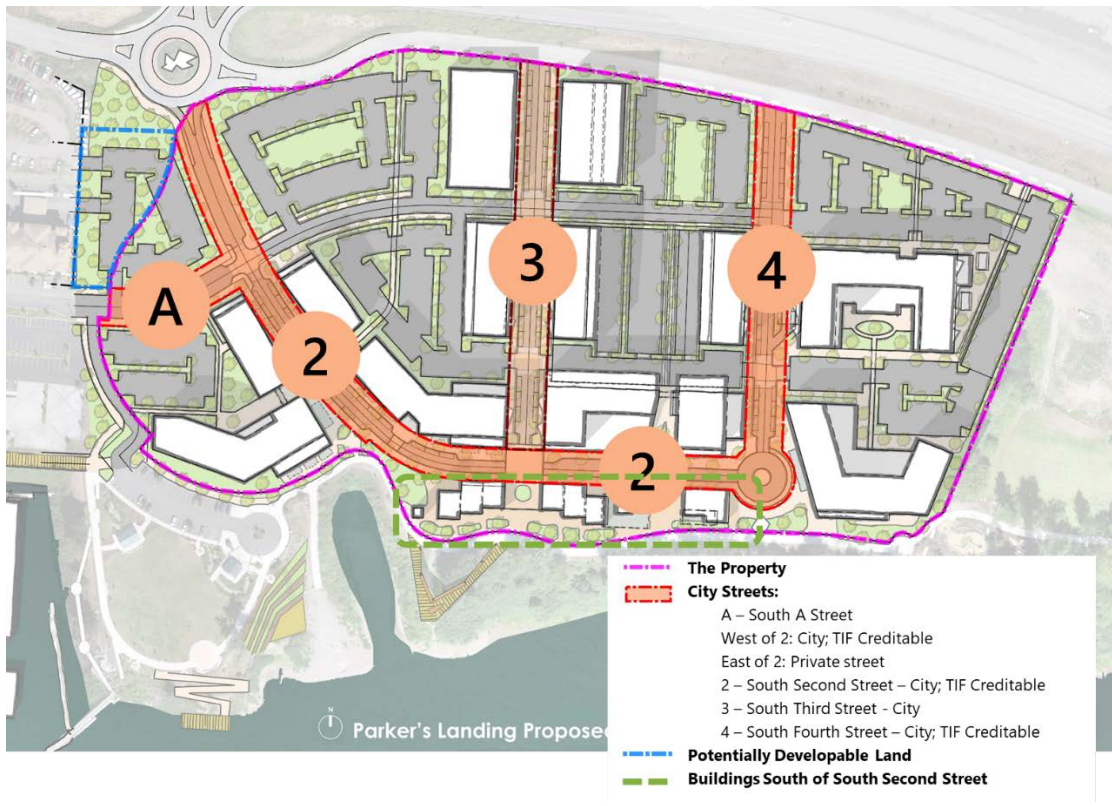 A
2
3
4
2
N
Parker's Landing Proposed
The Property
City Streets:
A – South A Street
West of 2: City; TIF Creditable
East of 2: Private street
2 – South Second Street – City; TIF Creditable
3 – South Third Street - City
4 – South Fourth Street – City; TIF Creditable
Potentially Developable Land
Buildings South of South Second Street